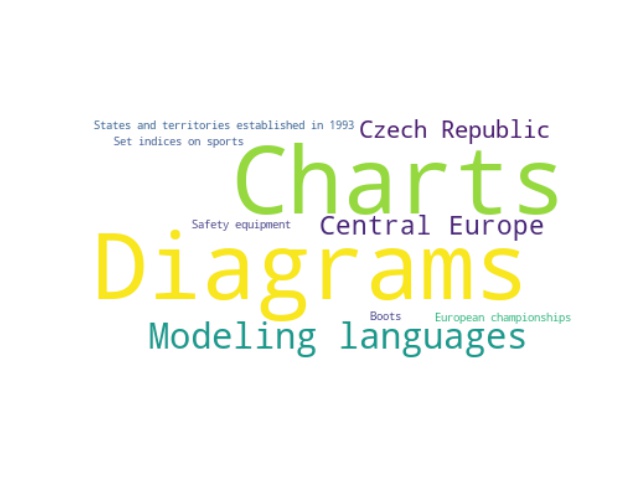 States and territories established in 1993
Czech Republic
Set indices on sports
Charts
Safety equipment
Central Europe
Diagrams
Boots
European championships
Modeling languages